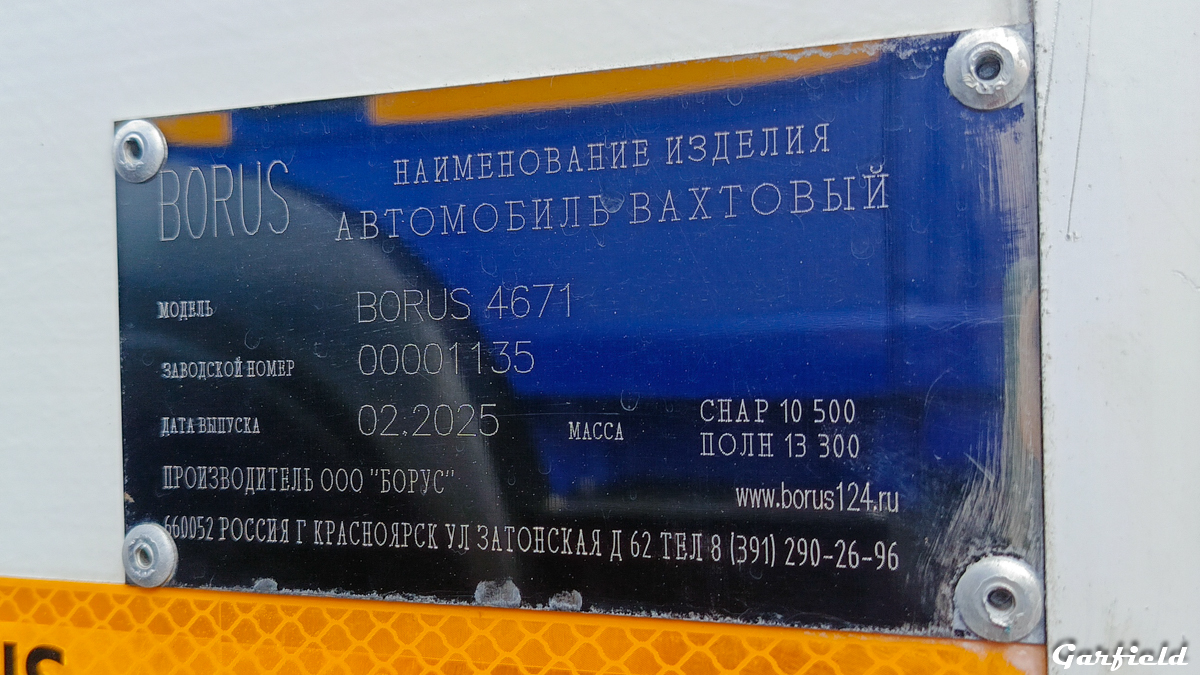 BORUS
НАИМЕНОВАНИЕ ИЗДЕЛИЯ
АВТОМОБИЛЬ ВАХТОВЫЙ
МОДЕЛЬ BORUS 4671
ЗАВОДСКОЙ НОМЕР 00001135
ДАТА ВЫПУСКА 02.2025 МАССА СНАР 10 500
ПОЛН 13 300
ПРОИЗВОДИТЕЛЬ ООО "БОРУС" www.borus124.ru
660052 РОССИЯ Г КРАСНОЯРСК УЛ ЗАТОНСКАЯ Д 62 ТЕЛ 8 (391) 290-26-96
Garfield